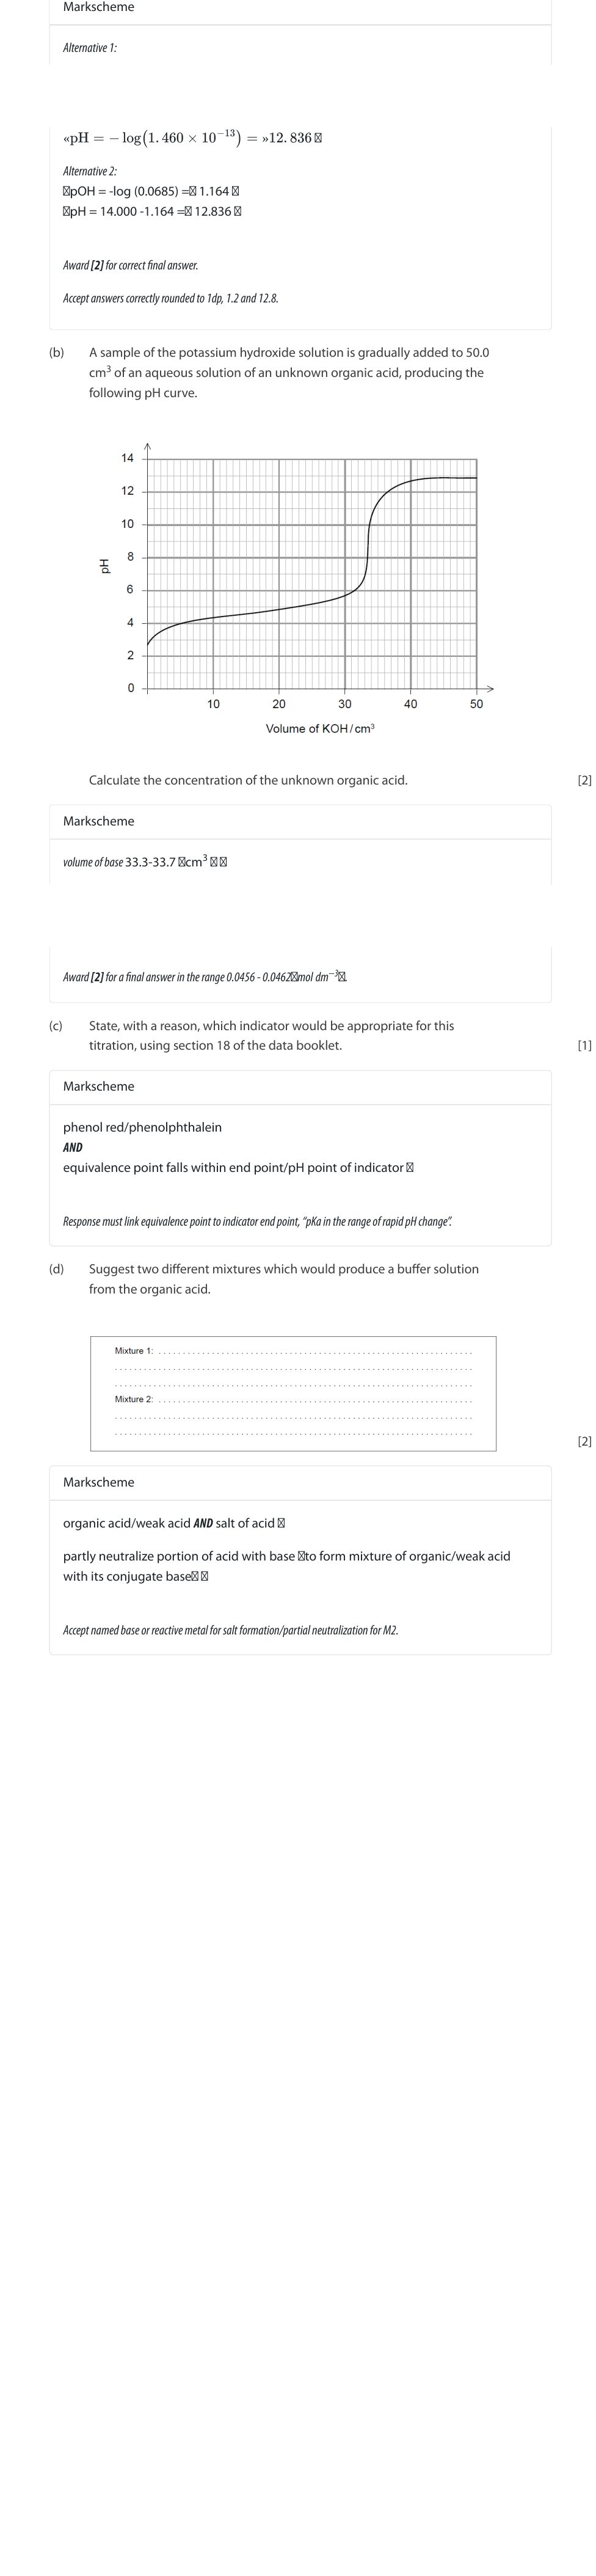 Markscheme
Alternative 1:
«pH = − log(1. 460 × 10⁻¹³) = »12. 836
Alternative 2:
pOH = -log (0.0685) = 1.164
pH = 14.000 -1.164 = 12.836
Award [2] for correct final answer.
Accept answers correctly rounded to 1dp, 1.2 and 12.8.
(b) A sample of the potassium hydroxide solution is gradually added to 50.0
cm³ of an aqueous solution of an unknown organic acid, producing the
following pH curve.
14
12
10
8
6
4
2
0
pH
10 20 30 40 50
Volume of KOH / cm³
Calculate the concentration of the unknown organic acid. [2]
Markscheme
volume of base 33.3-33.7 cm³
Award [2] for a final answer in the range 0.0456 - 0.0462 mol dm⁻³.
(c) State, with a reason, which indicator would be appropriate for this
titration, using section 18 of the data booklet. [1]
Markscheme
phenol red/phenolphthalein
AND
equivalence point falls within end point/pH point of indicator
Response must link equivalence point to indicator end point, “pKa in the range of rapid pH change”.
(d) Suggest two different mixtures which would produce a buffer solution
from the organic acid.
Mixture 1:
Mixture 2:
[2]
Markscheme
organic acid/weak acid AND salt of acid
partly neutralize portion of acid with base to form mixture of organic/weak acid
with its conjugate base
Accept named base or reactive metal for salt formation/partial neutralization for M2.